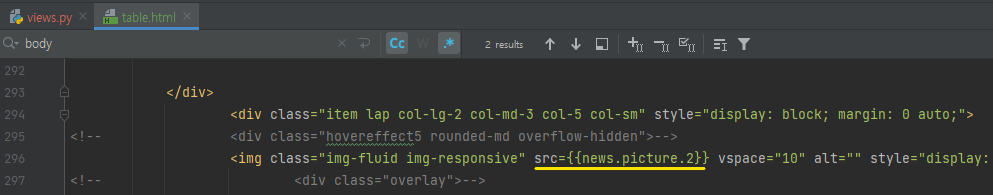 views.py × table.html ×
body × Cc W .* 2 results
292
293 </div>
294 <div class="item lap col-lg-2 col-md-3 col-5 col-sm" style="display: block; margin: 0 auto;">
295 <!-- <div class="hovereffect5 rounded-md overflow-hidden">-->
296 <img class="img-fluid img-responsive" src={{news.picture.2}} vspace="10" alt="" style="display:
297 <!-- <div class="overlay">-->